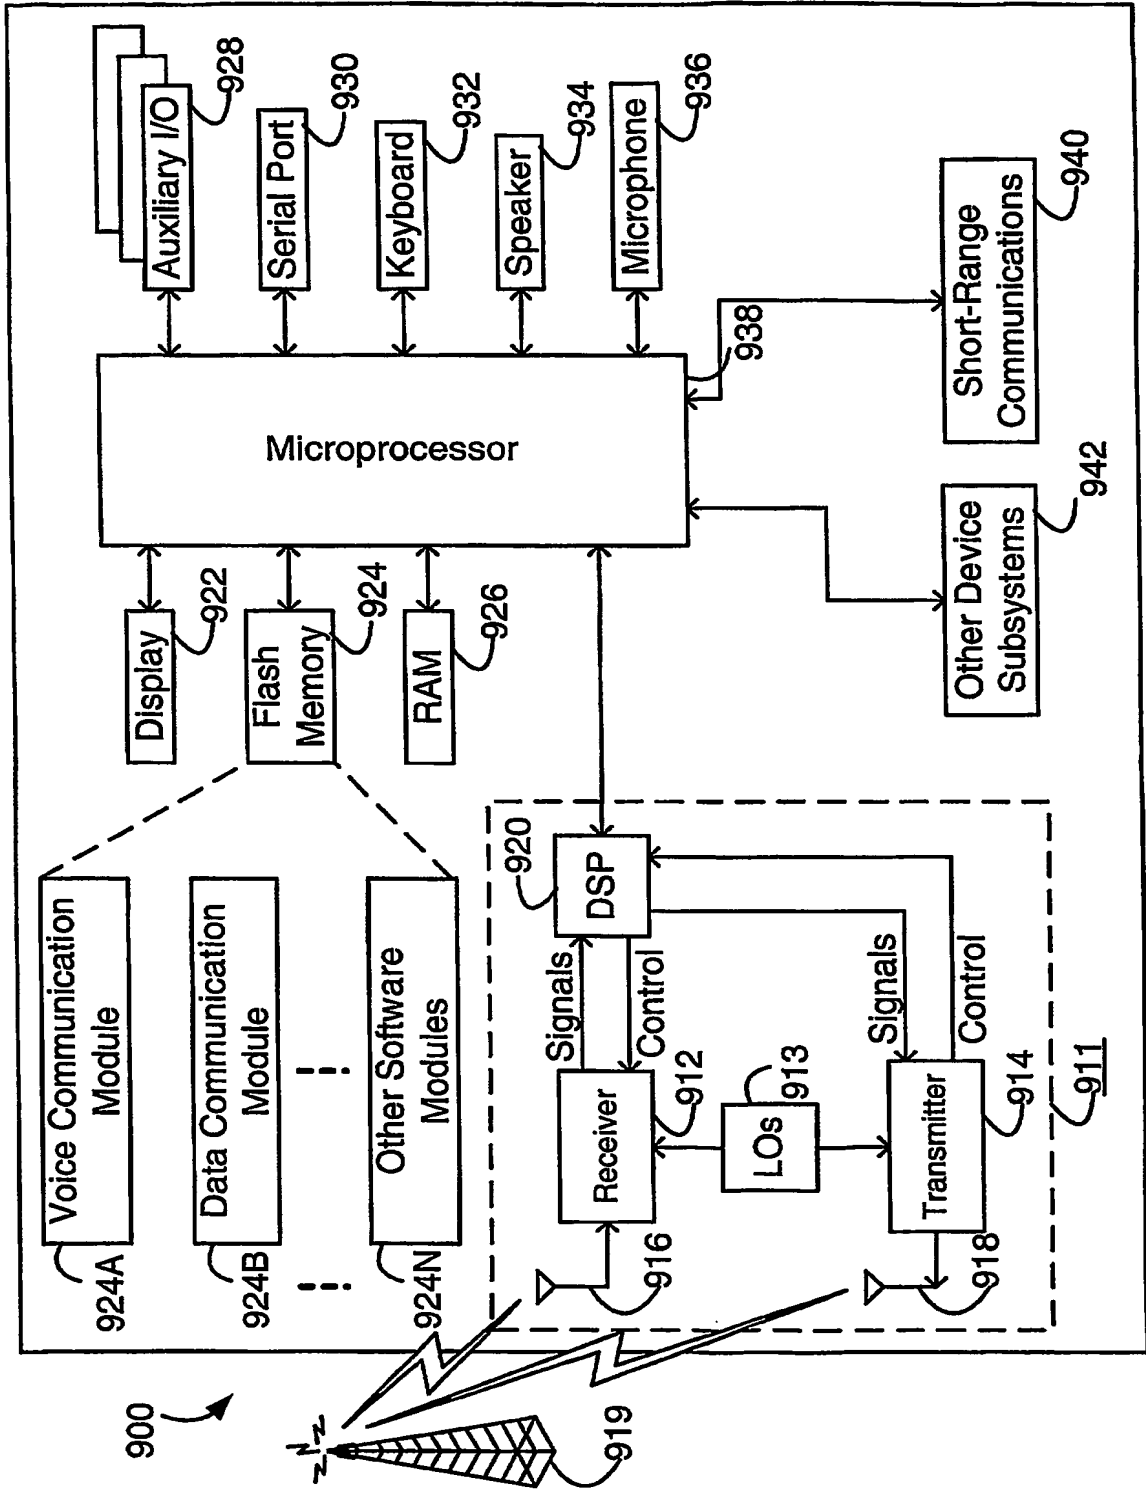 900
919
Voice Communication
Module
924A
Data Communication
Module
924B
Other Software
Modules
924N
Display
922
Flash
Memory
924
RAM
926
Microprocessor
938
Auxiliary I/O
928
Serial Port
930
Keyboard
932
Speaker
934
Microphone
936
Short-Range
Communications
940
Other Device
Subsystems
942
DSP
920
Signals
Control
Receiver
912
916
LOs
913
Signals
Control
Transmitter
914
918
911